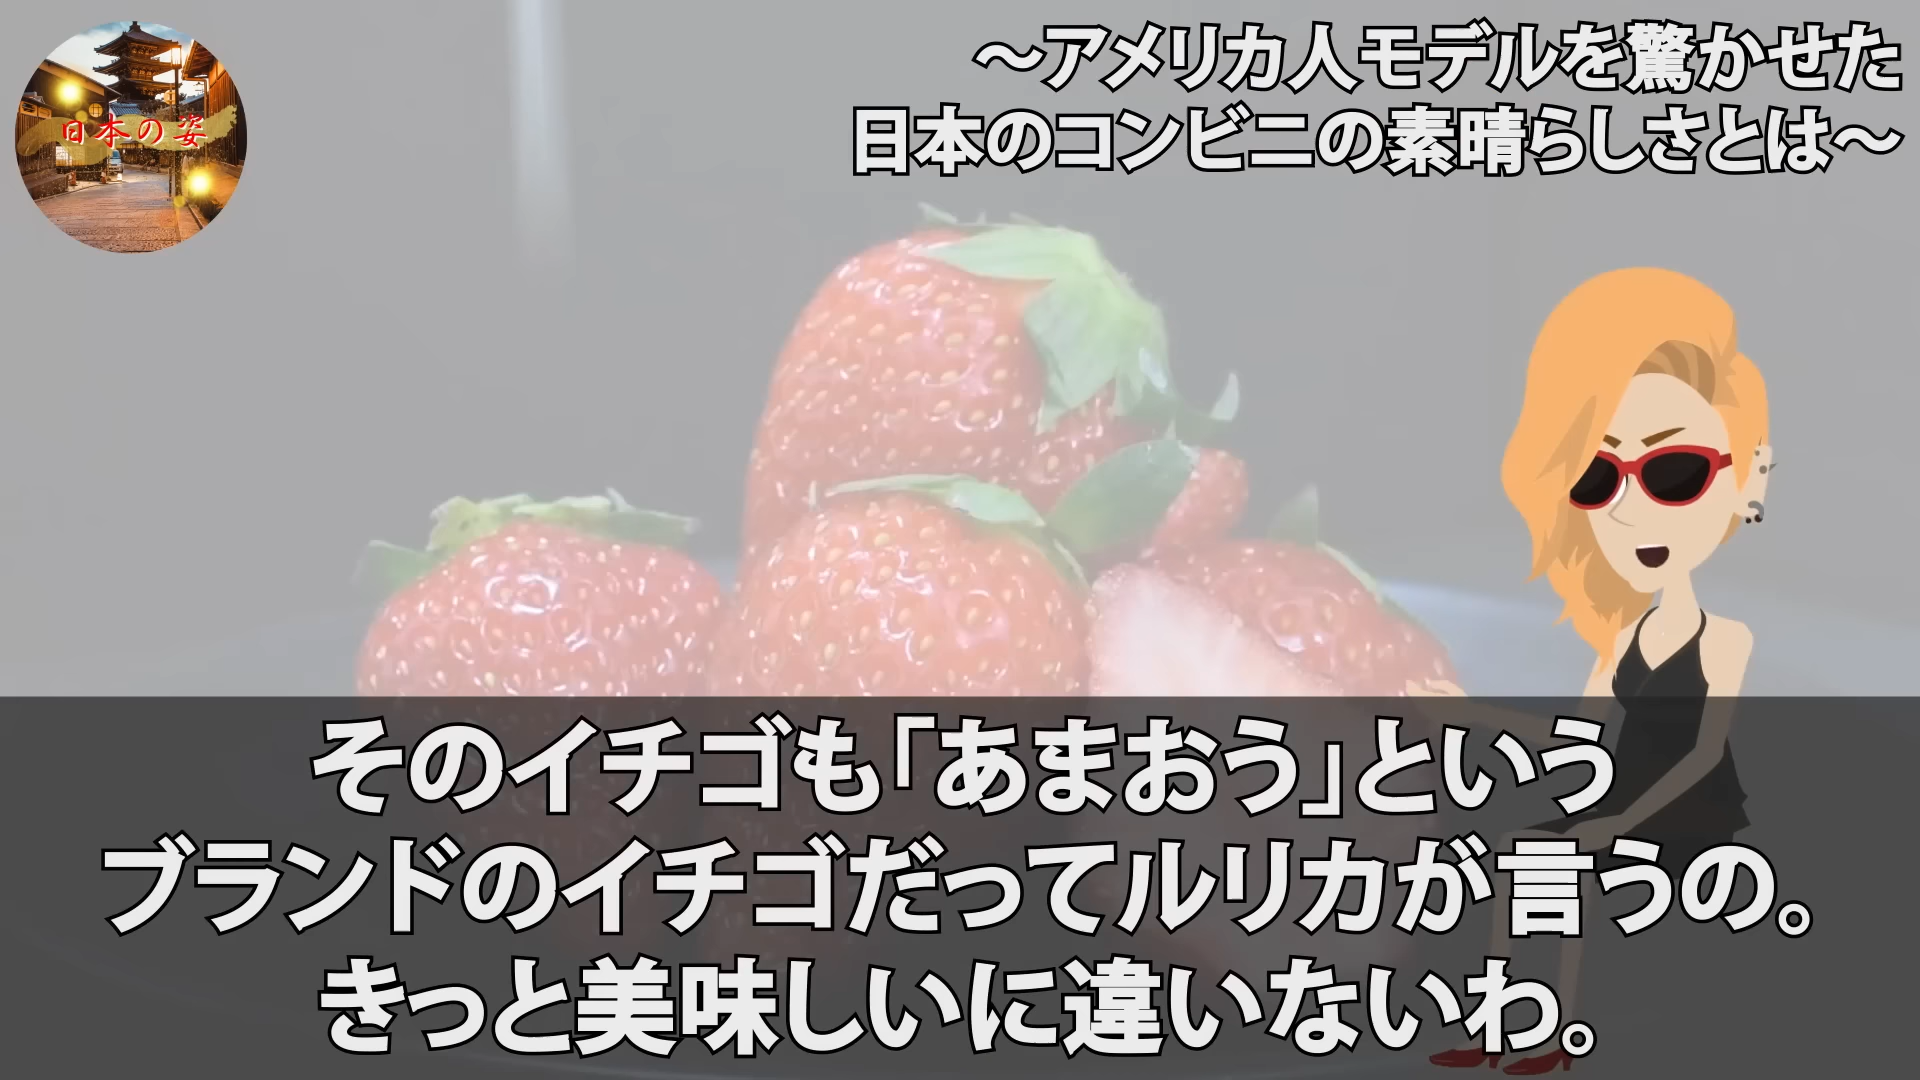 ～アメリカ人モデルを驚かせた
日本のコンビニの素晴らしさとは～
日本の姿
そのイチゴも「あまおう」という
ブランドのイチゴだってルリカが言うの。
きっと美味しいに違いないわ。